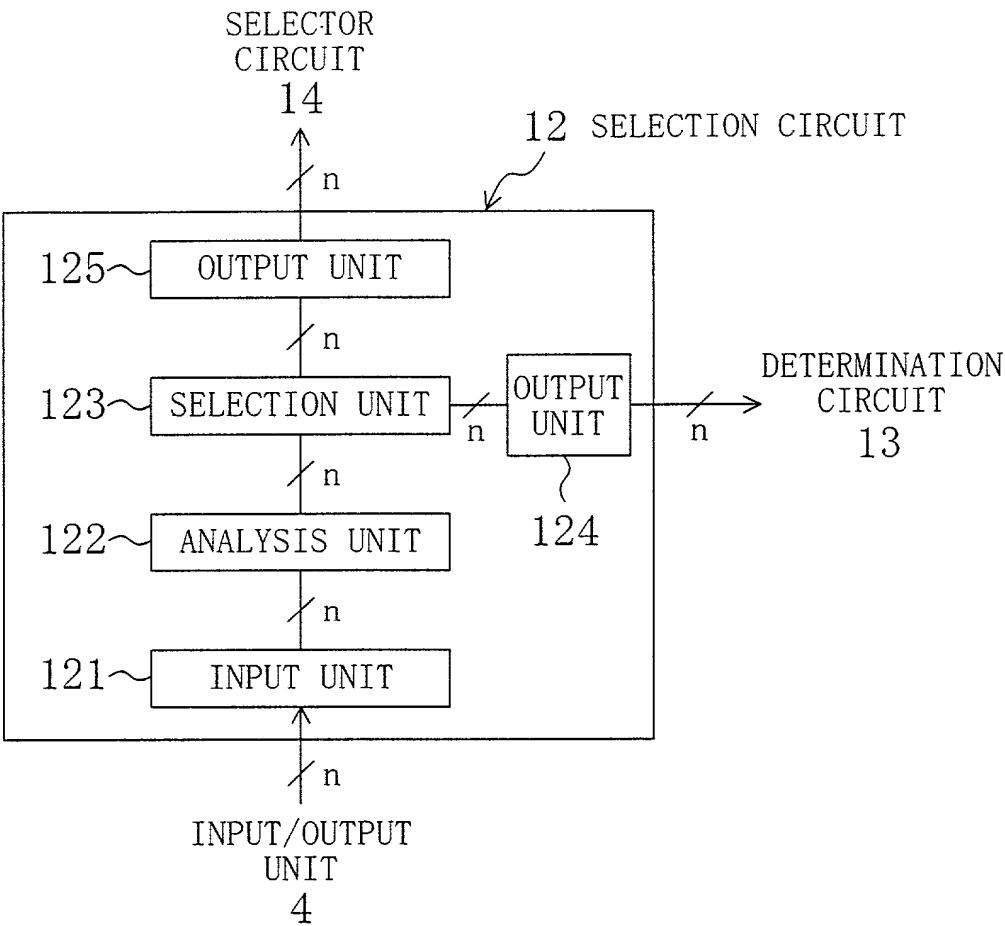 SELECTOR
CIRCUIT
14
n
12 SELECTION CIRCUIT
125 OUTPUT UNIT
n
123 SELECTION UNIT
n
OUTPUT
UNIT
124
n
DETERMINATION
CIRCUIT
13
n
122 ANALYSIS UNIT
n
121 INPUT UNIT
n
INPUT/OUTPUT
UNIT
4